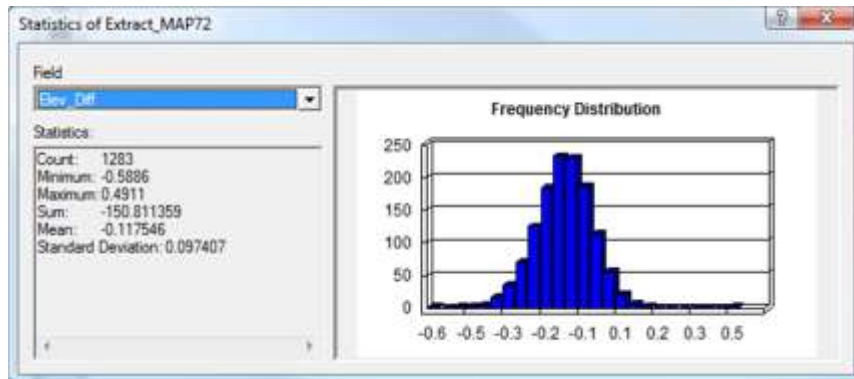 Statistics of Extract_MAP72
Field
Elev_Diff
Statistics:
Count: 1283
Minimum: -0.5886
Maximum: 0.4911
Sum: -150.811359
Mean: -0.117546
Standard Deviation: 0.097407
Frequency Distribution
250
200
150
100
50
0
-0.6 -0.4 -0.3 -0.2 -0.1 0.1 0.2 0.3 0.5